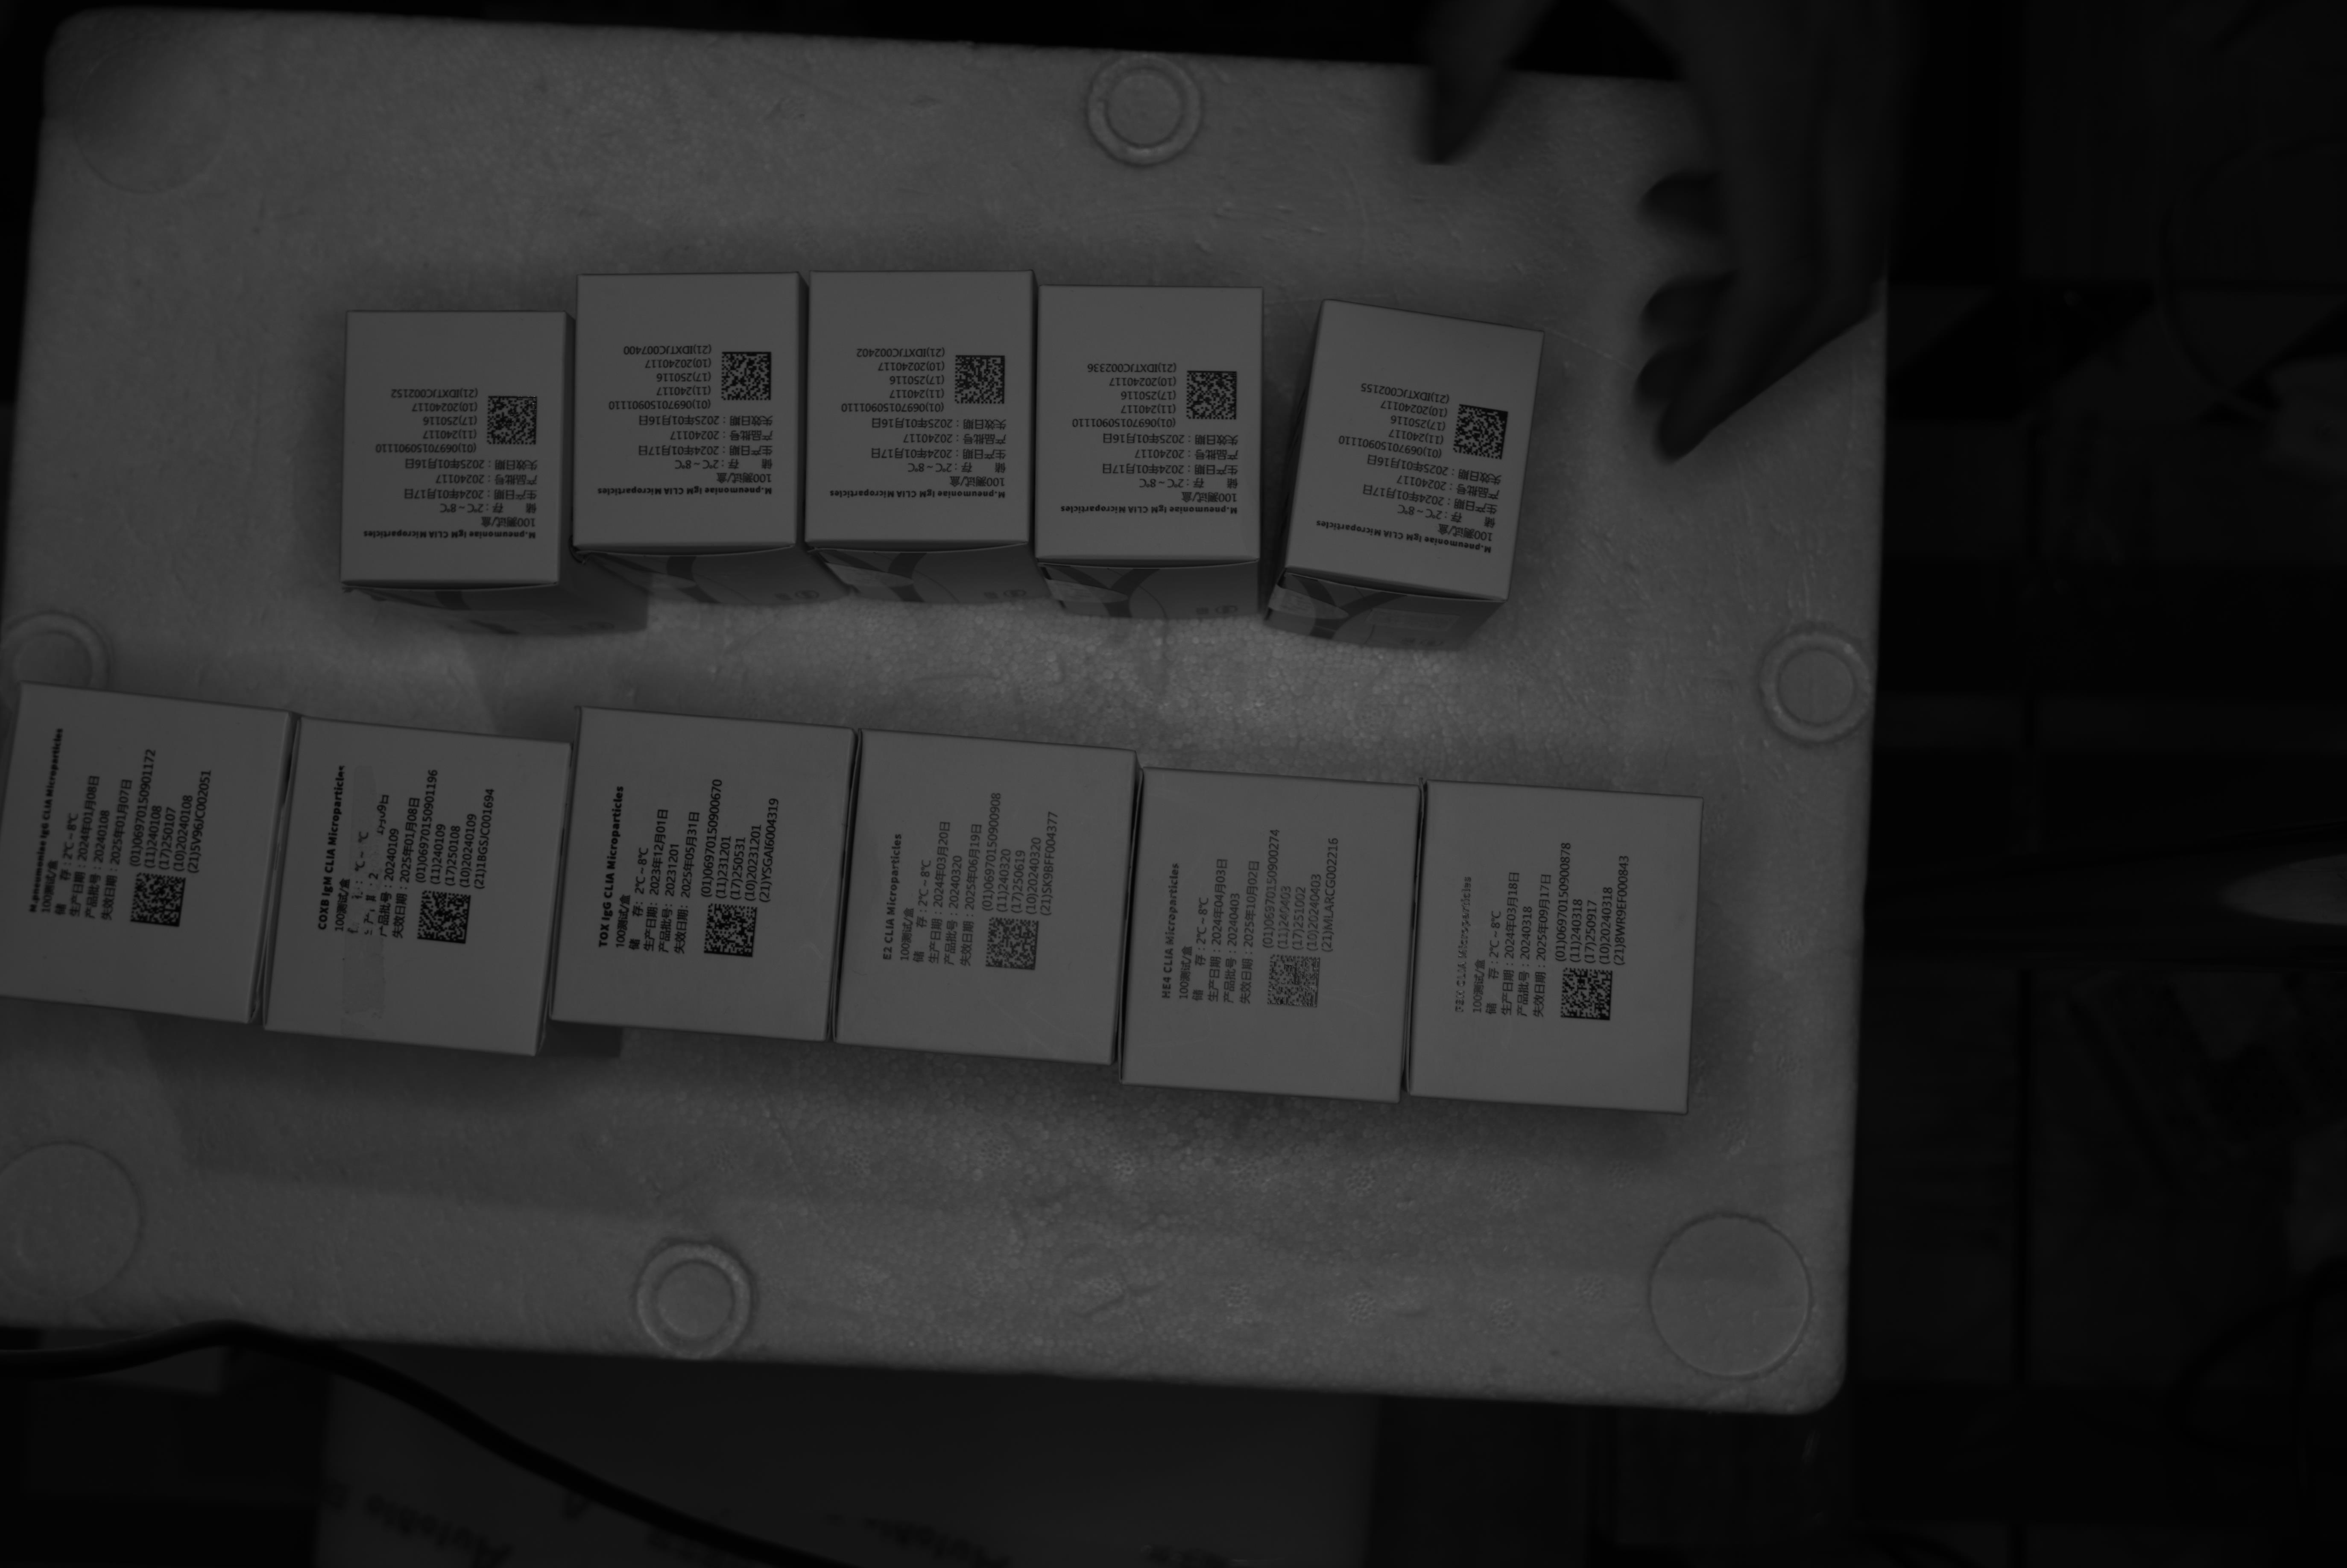 M.pneumoniae IgM CLIA Microparticles
100测试/盒
储 存：2℃~8℃
生产日期：2024年01月17日
产品批号：20240117
失效日期：2025年01月16日
(01)06970150901110
(11)240117
(17)250116
(10)20240117
(21)IDXTJC002152
M.pneumoniae IgM CLIA Microparticles
100测试/盒
储 存：2℃~8℃
生产日期：2024年01月17日
产品批号：20240117
失效日期：2025年01月16日
(01)06970150901110
(11)240117
(17)250116
(10)20240117
(21)IDXTJC007400
M.pneumoniae IgM CLIA Microparticles
100测试/盒
储 存：2℃~8℃
生产日期：2024年01月17日
产品批号：20240117
失效日期：2025年01月16日
(01)06970150901110
(11)240117
(17)250116
(10)20240117
(21)IDXTJC002402
M.pneumoniae IgM CLIA Microparticles
100测试/盒
储 存：2℃~8℃
生产日期：2024年01月17日
产品批号：20240117
失效日期：2025年01月16日
(01)06970150901110
(11)240117
(17)250116
(10)20240117
(21)IDXTJC002336
M.pneumoniae IgM CLIA Microparticles
100测试/盒
储 存：2℃~8℃
生产日期：2024年01月17日
产品批号：20240117
失效日期：2025年01月16日
(01)06970150901110
(11)240117
(17)250116
(10)20240117
(21)IDXTJC002155
M.pneumoniae IgG CLIA Microparticles
100测试/盒
储 存：2℃~8℃
生产日期：2024年01月08日
产品批号：20240108
失效日期：2025年01月07日
(01)06970150901172
(11)240108
(17)250107
(10)20240108
(21)5V96JC002051
COXB IgM CLIA Microparticles
100测试/盒
产品批号：20240109
失效日期：2025年01月08日
(01)06970150901196
(11)240109
(17)250108
(10)20240109
(21)1BGSJC001694
TOX IgG CLIA Microparticles
100测试/盒
储 存：2℃~8℃
生产日期：2023年12月01日
产品批号：20231201
失效日期：2025年05月31日
(01)06970150900670
(11)231201
(17)250531
(10)20231201
(21)YSGAI6004319
E2 CLIA Microparticles
100测试/盒
储 存：2℃~8℃
生产日期：2024年03月20日
产品批号：20240320
失效日期：2025年06月19日
(01)06970150900908
(11)240320
(17)250619
(10)20240320
(21)SK9BFF004377
HE4 CLIA Microparticles
100测试/盒
储 存：2℃~8℃
生产日期：2024年04月03日
产品批号：20240403
失效日期：2025年10月02日
(01)06970150900274
(11)240403
(17)251002
(10)20240403
(21)MLARCG002216
CLIA Microparticles
100测试/盒
储 存：2℃~8℃
生产日期：2024年03月18日
产品批号：20240318
失效日期：2025年09月17日
(01)06970150900878
(11)240318
(17)250917
(10)20240318
(21)8WR9EF000843